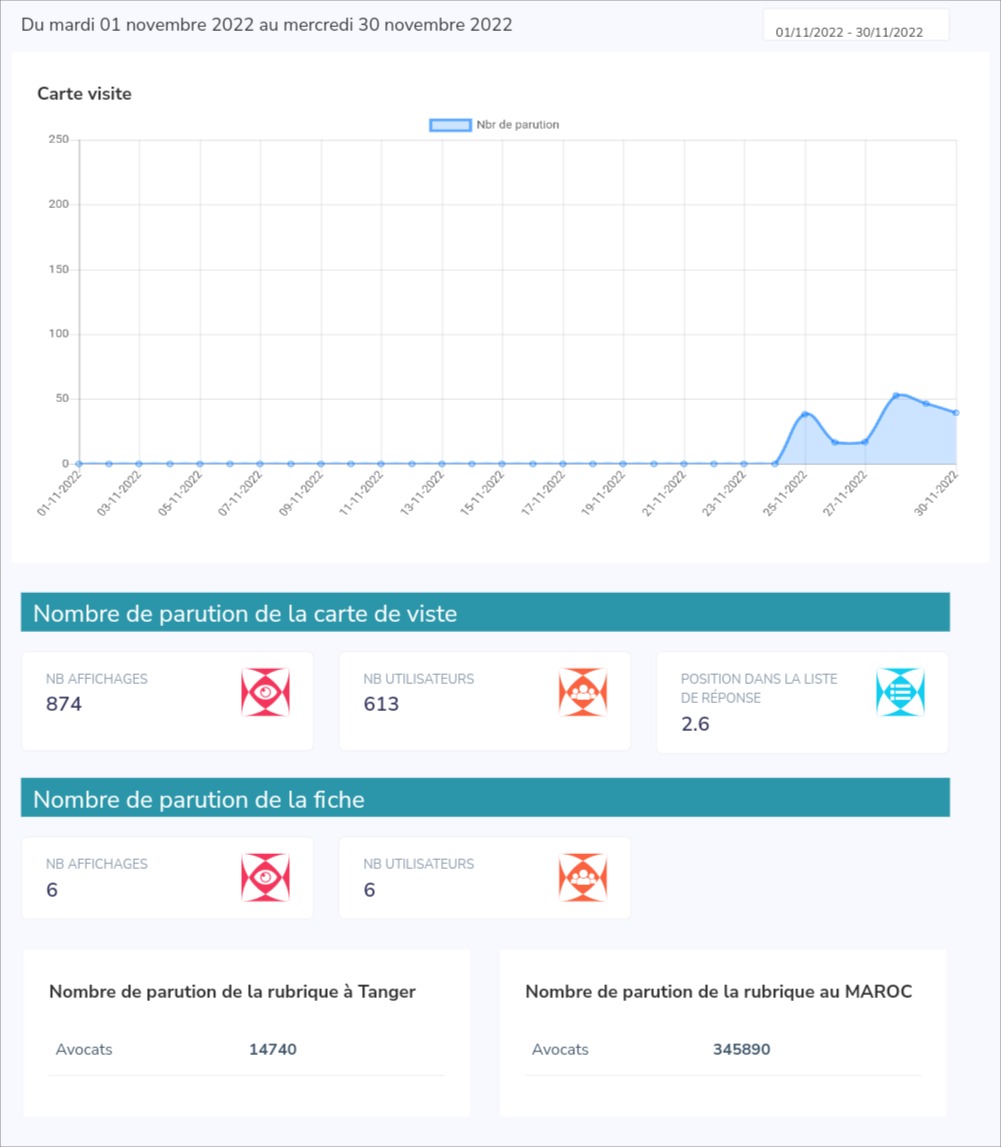 Du mardi 01 novembre 2022 au mercredi 30 novembre 2022
01/11/2022 - 30/11/2022
Carte visite
Nbr de parution
250
200
150
100
50
0
01-11-2022
03-11-2022
05-11-2022
07-11-2022
09-11-2022
11-11-2022
13-11-2022
15-11-2022
17-11-2022
19-11-2022
21-11-2022
23-11-2022
25-11-2022
27-11-2022
30-11-2022
Nombre de parution de la carte de viste
NB AFFICHAGES
874
NB UTILISATEURS
613
POSITION DANS LA LISTE
DE RÉPONSE
2.6
Nombre de parution de la fiche
NB AFFICHAGES
6
NB UTILISATEURS
6
Nombre de parution de la rubrique à Tanger
Avocats 14740
Nombre de parution de la rubrique au MAROC
Avocats 345890